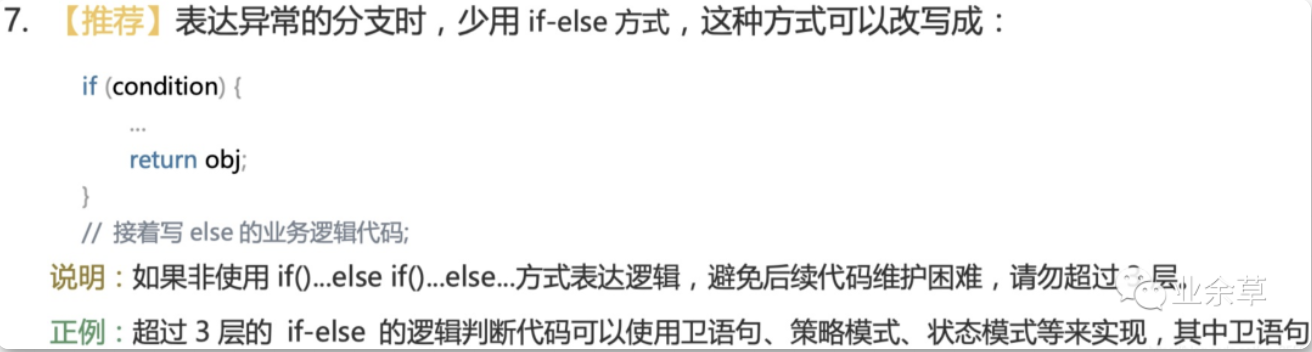 7. 【推荐】表达异常的分支时，少用 if-else 方式，这种方式可以改写成：
if (condition) {
...
return obj;
}
// 接着写 else 的业务逻辑代码;
说明：如果非使用 if()...else if()...else...方式表达逻辑，避免后续代码维护困难，请勿超过 3 层。
业余草
正例：超过 3 层的 if-else 的逻辑判断代码可以使用卫语句、策略模式、状态模式等来实现，其中卫语句